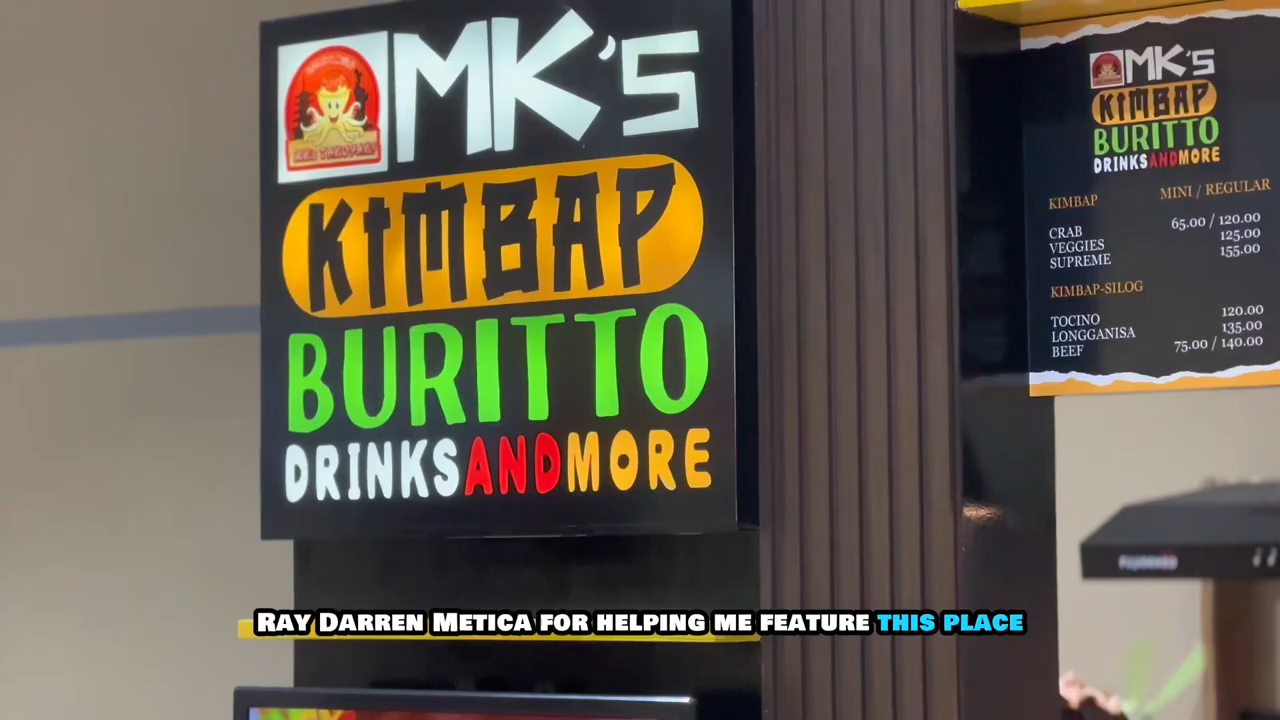 MK'S
KIMBAP
BURITTO
DRINKSANDMORE
MK'S
KIMBAP
BURITTO
DRINKSANDMORE
KIMBAP MINI / REGULAR
CRAB 65.00 / 120.00
VEGGIES 125.00
SUPREME 155.00
KIMBAP-SILOG
TOCINO 120.00
LONGANISA 135.00
BEEF 75.00 / 140.00
RAY DARREN METICA FOR HELPING ME FEATURE THIS PLACE